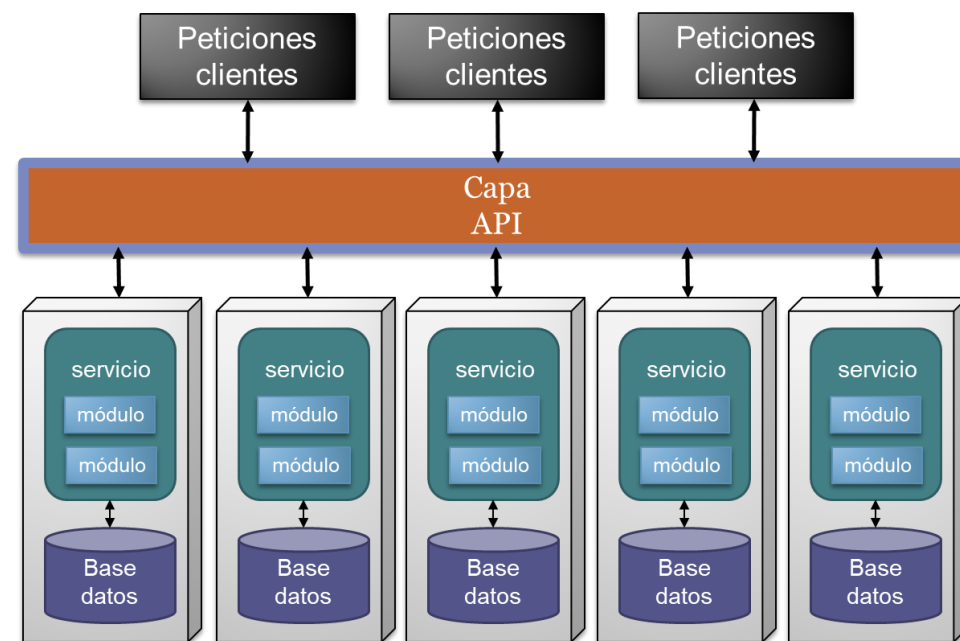 Peticiones
clientes
Peticiones
clientes
Peticiones
clientes
Capa
API
servicio
módulo
módulo
Base
datos
servicio
módulo
módulo
Base
datos
servicio
módulo
módulo
Base
datos
servicio
módulo
módulo
Base
datos
servicio
módulo
módulo
Base
datos